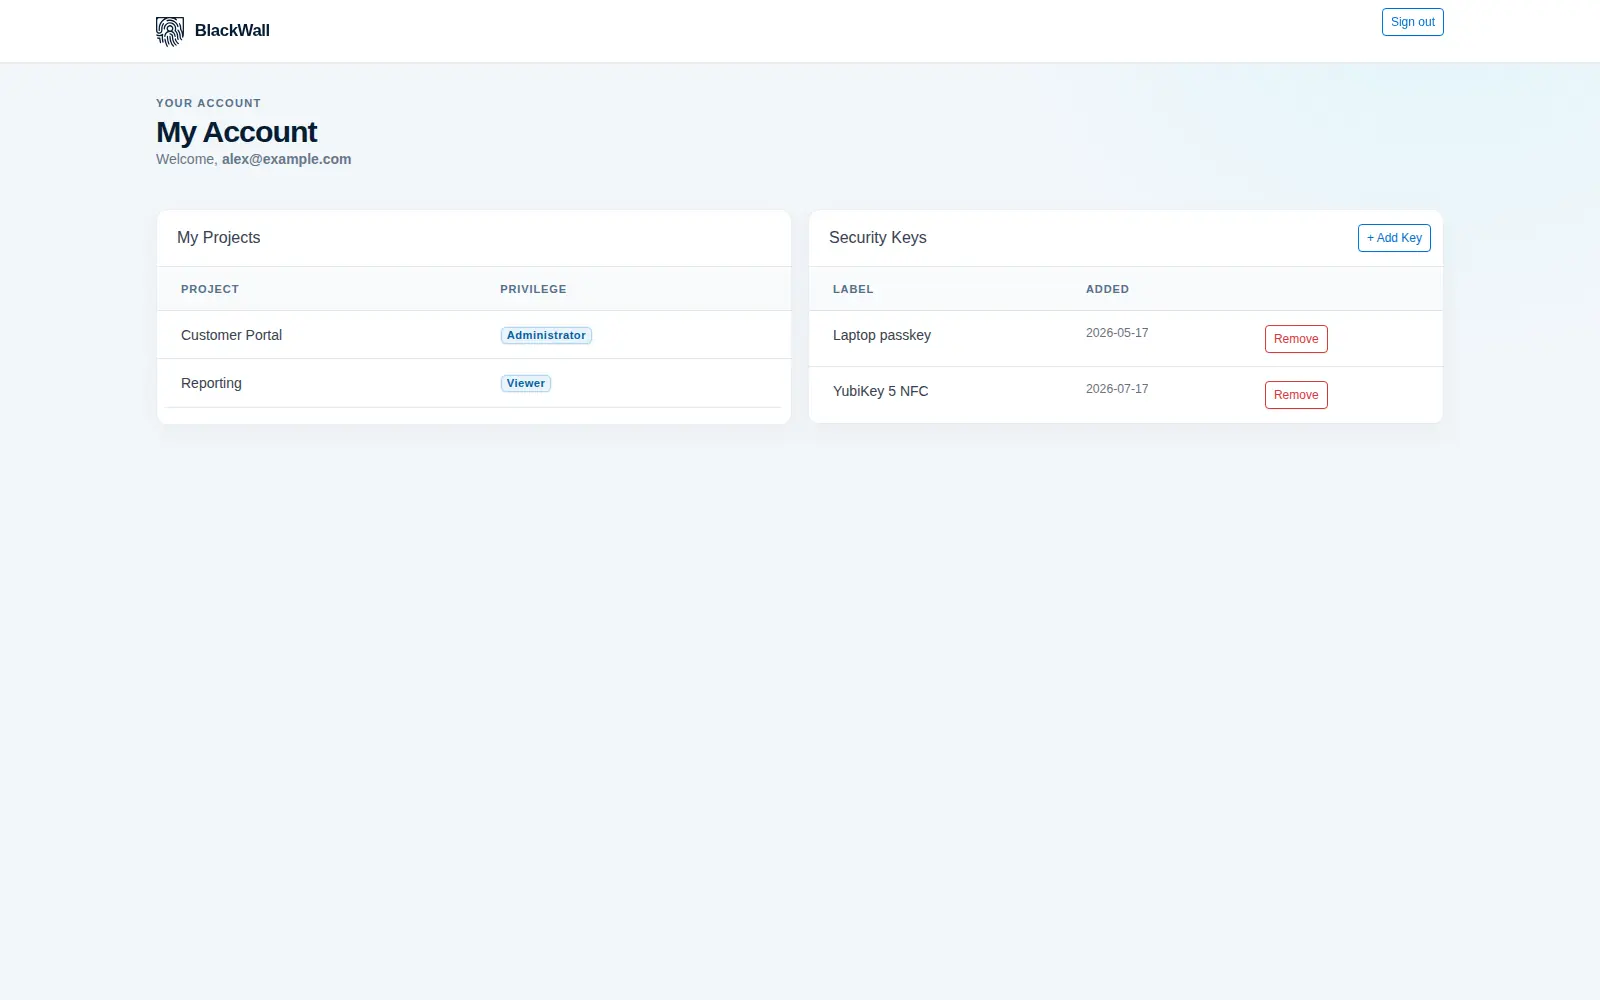 BlackWall
Sign out
YOUR ACCOUNT
My Account
Welcome, alex@example.com
My Projects
PROJECT PRIVILEGE
Customer Portal Administrator
Reporting Viewer
Security Keys + Add Key
LABEL ADDED
Laptop passkey 2026-05-17 Remove
YubiKey 5 NFC 2026-07-17 Remove